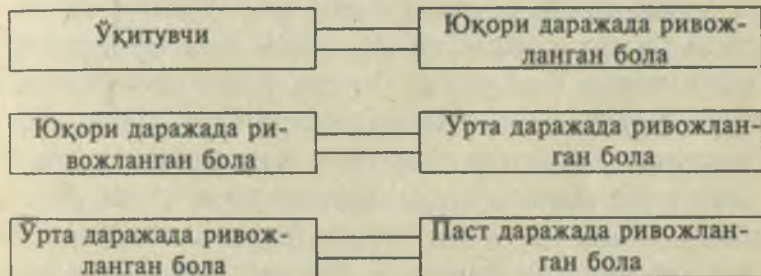 Ўқитувчи
Юқори даражада ривож-
ланган бола
Юқори даражада ри-
вожланган бола
Урта даражада ривожлан-
ган бола
Ўрта даражада ривож-
ланган бола
Паст даражада ривожлан-
ган бола